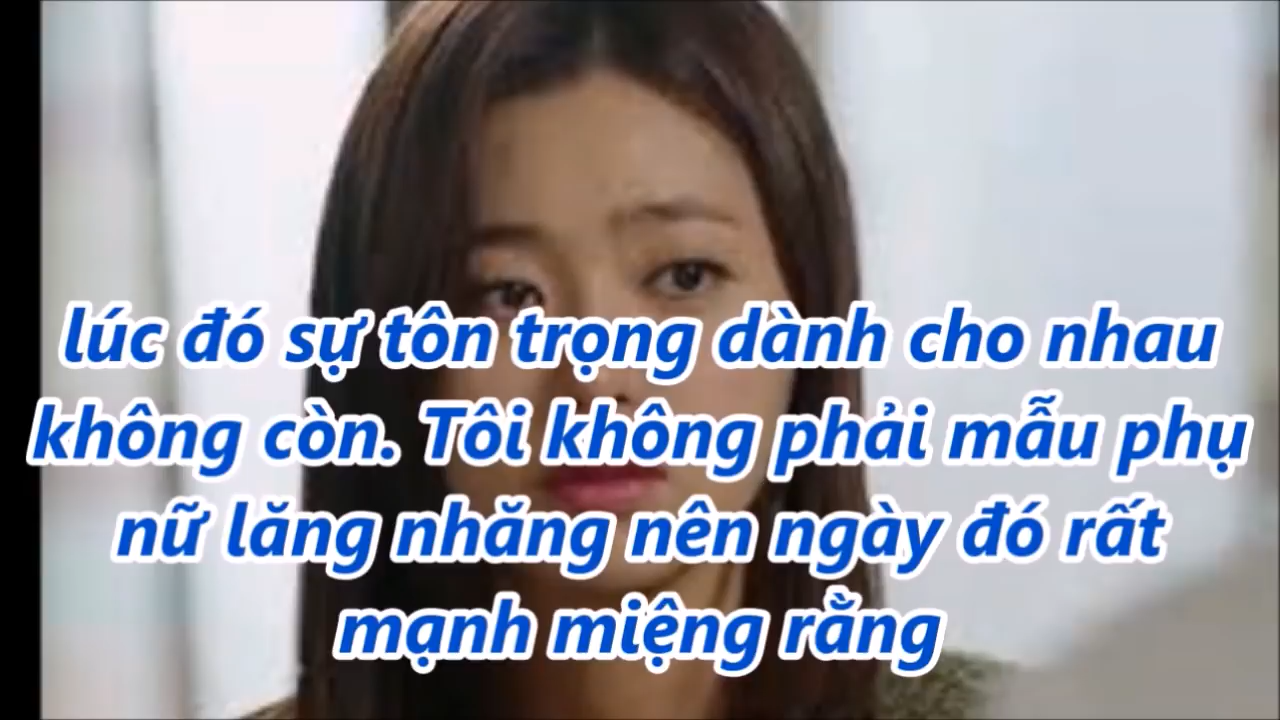 lúc đó sự tôn trọng dành cho nhau
không còn. Tôi không phải mẫu phụ
nữ lăng nhăng nên ngày đó rất
mạnh miệng rằng